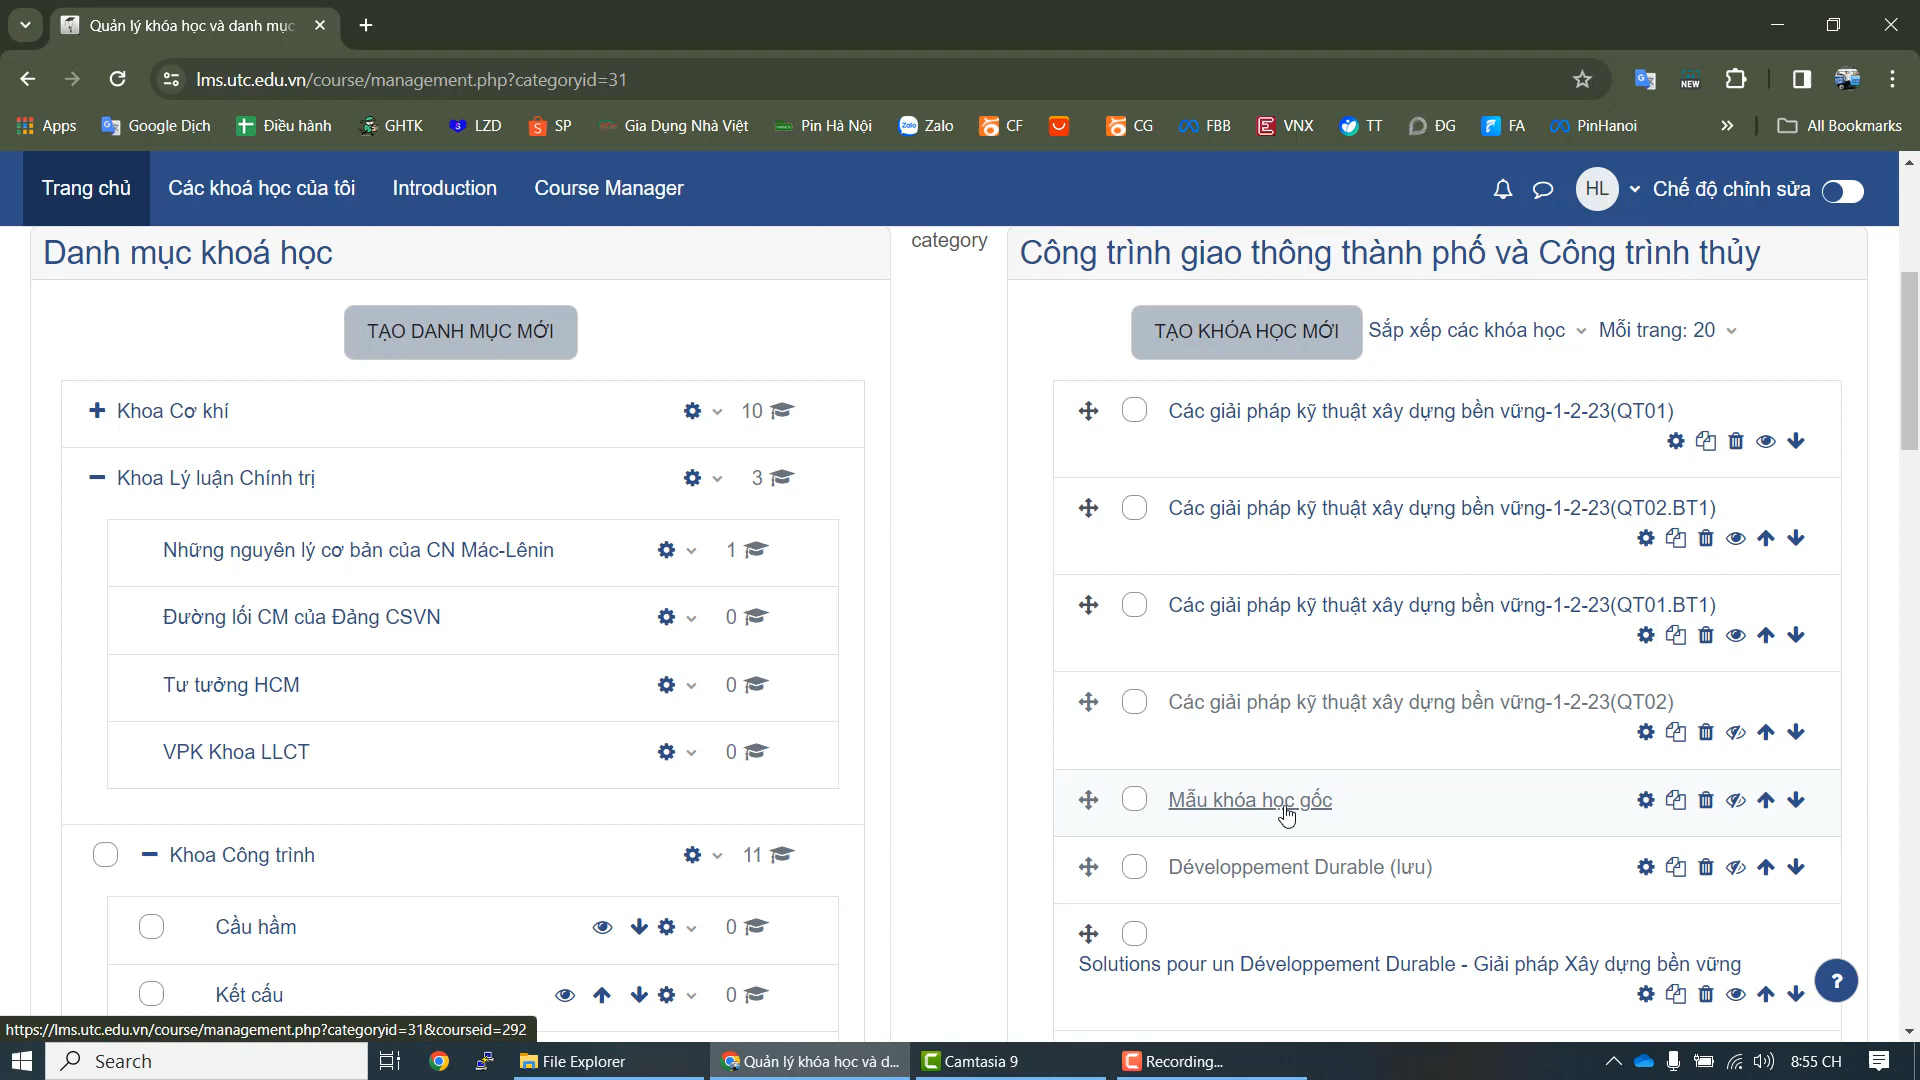 Quản lý khóa học và danh mục
lms.utc.edu.vn/course/management.php?categoryid=31
NEW
Apps
Google Dịch
Điều hành
GHTK
LZD
SP
Gia Dụng Nhà Việt
Pin Hà Nội
Zalo
CF
CG
FBB
VNX
TT
ĐG
FA
PinHanoi
All Bookmarks
Trang chủ
Các khoá học của tôi
Introduction
Course Manager
HL
Chế độ chỉnh sửa
Danh mục khoá học
category
Công trình giao thông thành phố và Công trình thủy
TẠO DANH MỤC MỚI
TẠO KHÓA HỌC MỚI
Sắp xếp các khóa học
Mỗi trang: 20
Khoa Cơ khí
10
Khoa Lý luận Chính trị
3
Những nguyên lý cơ bản của CN Mác-Lênin
1
Đường lối CM của Đảng CSVN
0
Tư tưởng HCM
0
VPK Khoa LLCT
0
Khoa Công trình
11
Cầu hầm
0
Kết cấu
0
Các giải pháp kỹ thuật xây dựng bền vững-1-2-23(QT01)
Các giải pháp kỹ thuật xây dựng bền vững-1-2-23(QT02.BT1)
Các giải pháp kỹ thuật xây dựng bền vững-1-2-23(QT01.BT1)
Các giải pháp kỹ thuật xây dựng bền vững-1-2-23(QT02)
Mẫu khóa học gốc
Développement Durable (lưu)
Solutions pour un Développement Durable - Giải pháp Xây dựng bền vững
?
https://lms.utc.edu.vn/course/management.php?categoryid=31&courseid=292
Search
File Explorer
Quản lý khóa học và d...
Camtasia 9
Recording...
8:55 CH